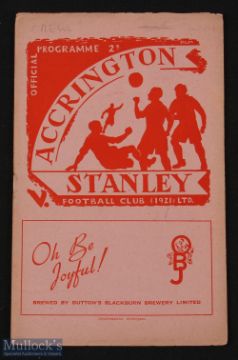 OFFICIAL
PROGRAMME 2ᴰ
ACCRINGTON
V.
STANLEY
FOOTBALL CLUB (1921) LTD.
Oh Be
Joyful!
OBJ
BREWED BY DUTTON'S BLACKBURN BREWERY LIMITED
Mullock's